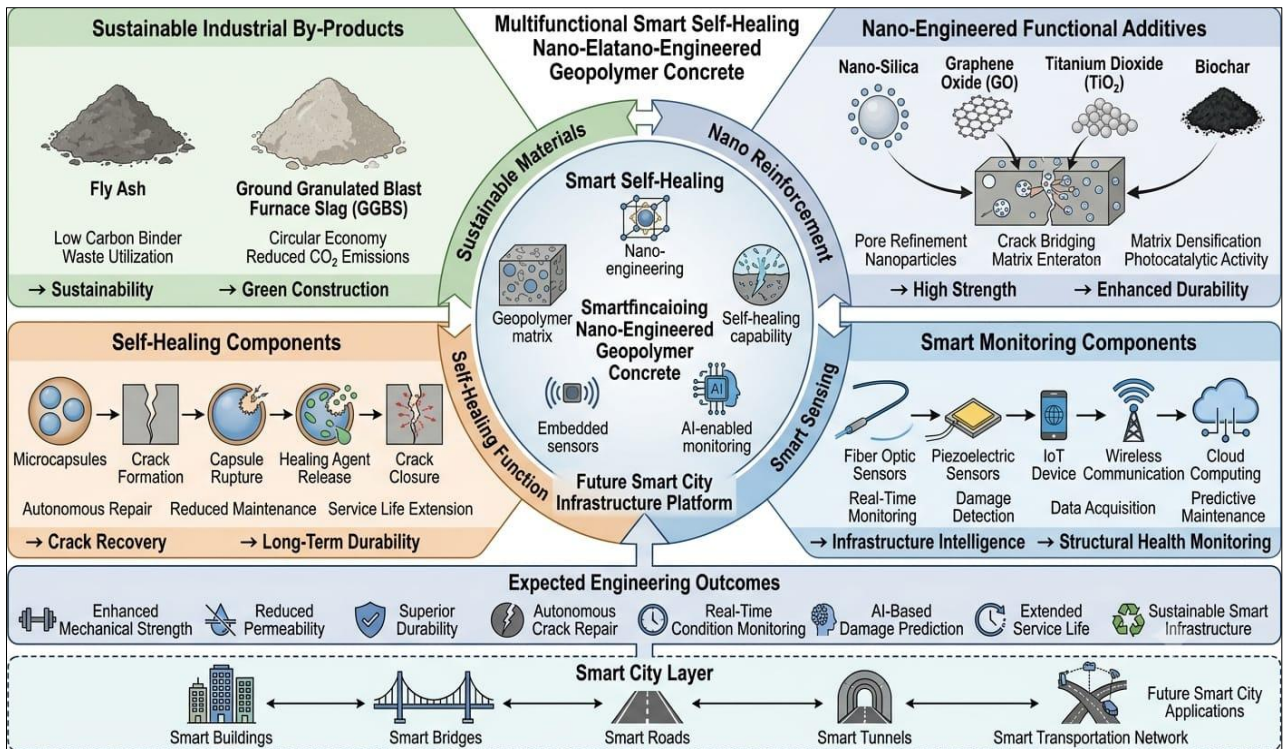 Sustainable Industrial By-Products
Fly Ash
Low Carbon Binder
Waste Utilization
Ground Granulated Blast
Furnace Slag (GGBS)
Circular Economy
Reduced CO₂ Emissions
→ Sustainability
→ Green Construction
Multifunctional Smart Self-Healing
Nano-Elatano-Engineered
Geopolymer Concrete
Nano-Engineered Functional Additives
Nano-Silica
Graphene
Oxide (GO)
Titanium Dioxide
(TiO₂)
Biochar
Pore Refinement
Nanoparticles
Crack Bridging
Matrix Enteraton
Matrix Densification
Photocatalytic Activity
→ High Strength
→ Enhanced Durability
Sustainable Materials
Nano Reinforcement
Self-Healing Function
Smart Sensing
Smart Self-Healing
Nano-
engineering
Geopolymer
matrix
Self-healing
capability
Smartfincaioing
Nano-Engineered
Geopolymer
Concrete
Embedded
sensors
AI
AI-enabled
monitoring
Future Smart City
Infrastructure Platform
Self-Healing Components
Microcapsules
Crack
Formation
Capsule
Rupture
Healing Agent
Release
Crack
Closure
Autonomous Repair
Reduced Maintenance
Service Life Extension
→ Crack Recovery
→ Long-Term Durability
Smart Monitoring Components
Fiber Optic
Sensors
Piezoelectric
Sensors
IoT
Device
Wireless
Communication
Cloud
Computing
Real-Time
Monitoring
Damage
Detection
Data Acquisition
Predictive
Maintenance
→ Infrastructure Intelligence
→ Structural Health Monitoring
Expected Engineering Outcomes
Enhanced
Mechanical Strength
Reduced
Permeability
Superior
Durability
Autonomous
Crack Repair
Real-Time
Condition Monitoring
AI-Based
Damage Prediction
Extended
Service Life
Sustainable Smart
Infrastructure
Smart City Layer
Smart Buildings
Smart Bridges
Smart Roads
Smart Tunnels
Smart Transportation Network
Future Smart City
Applications